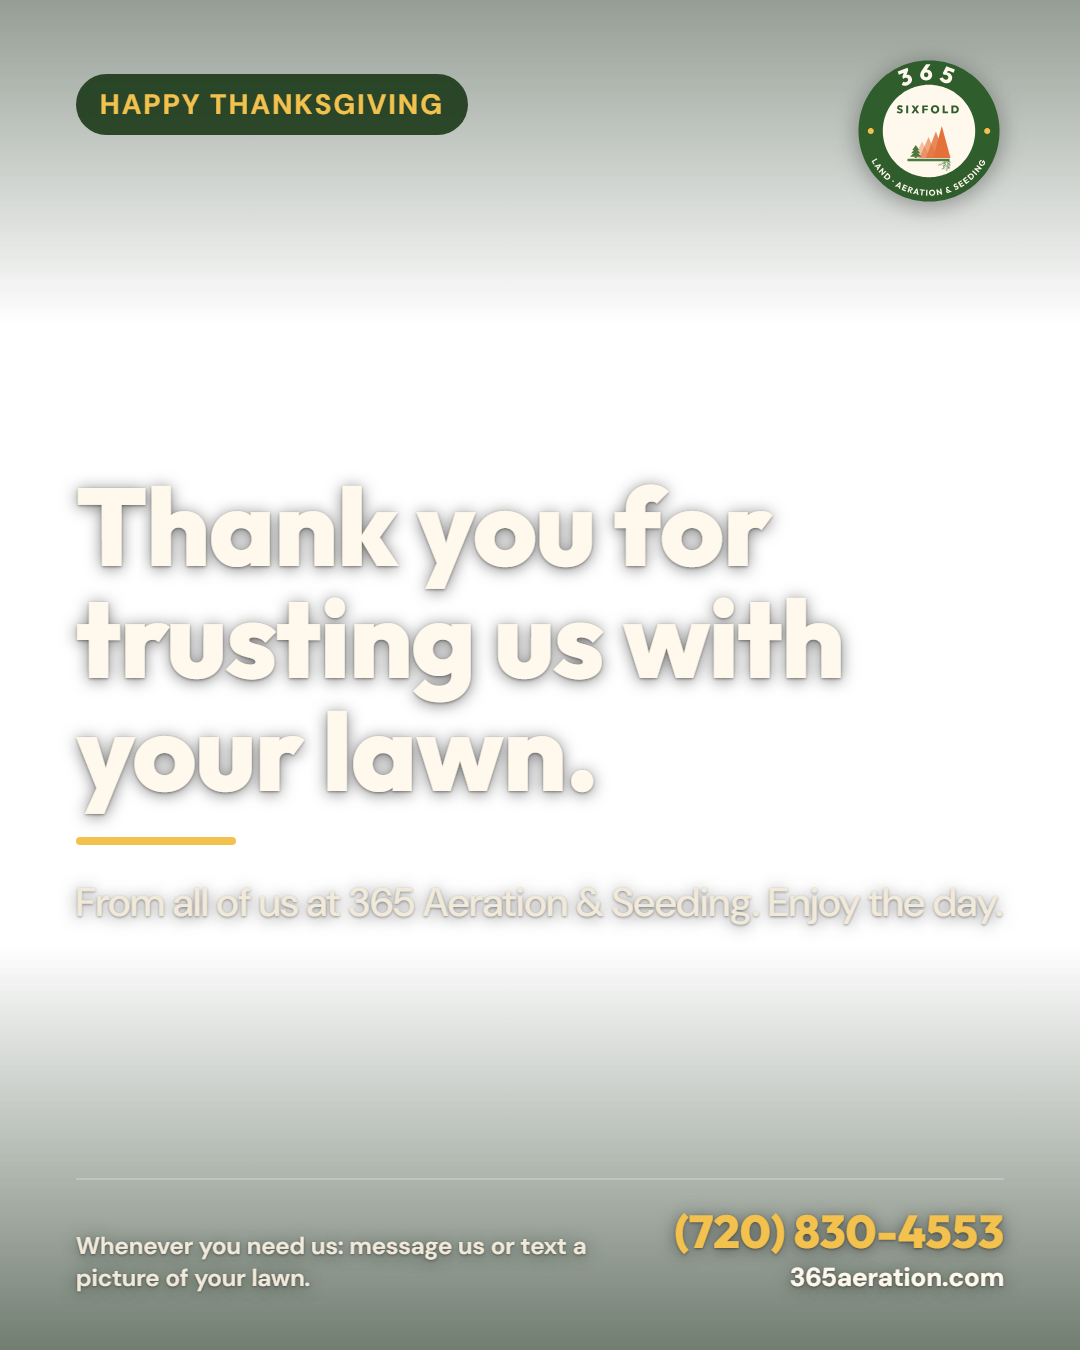 HAPPY THANKSGIVING
365
SIXFOLD
LAND · AERATION & SEEDING
Thank you for
trusting us with
your lawn.
From all of us at 365 Aeration & Seeding. Enjoy the day.
Whenever you need us: message us or text a
picture of your lawn.
(720) 830-4553
365aeration.com